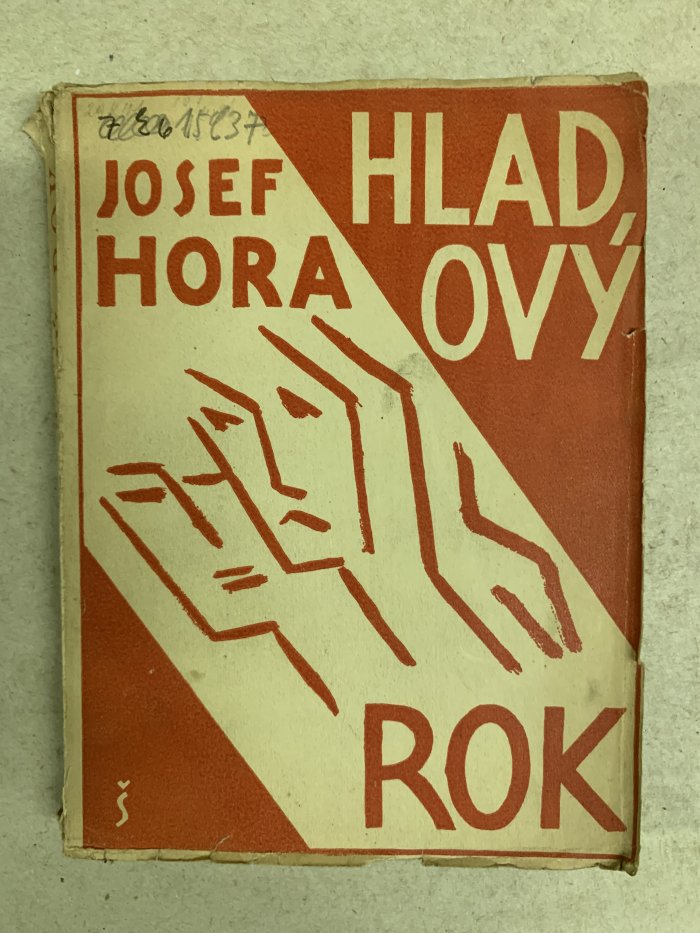 JOSEF
HORA
HLAD,
OVÝ
ROK
Š